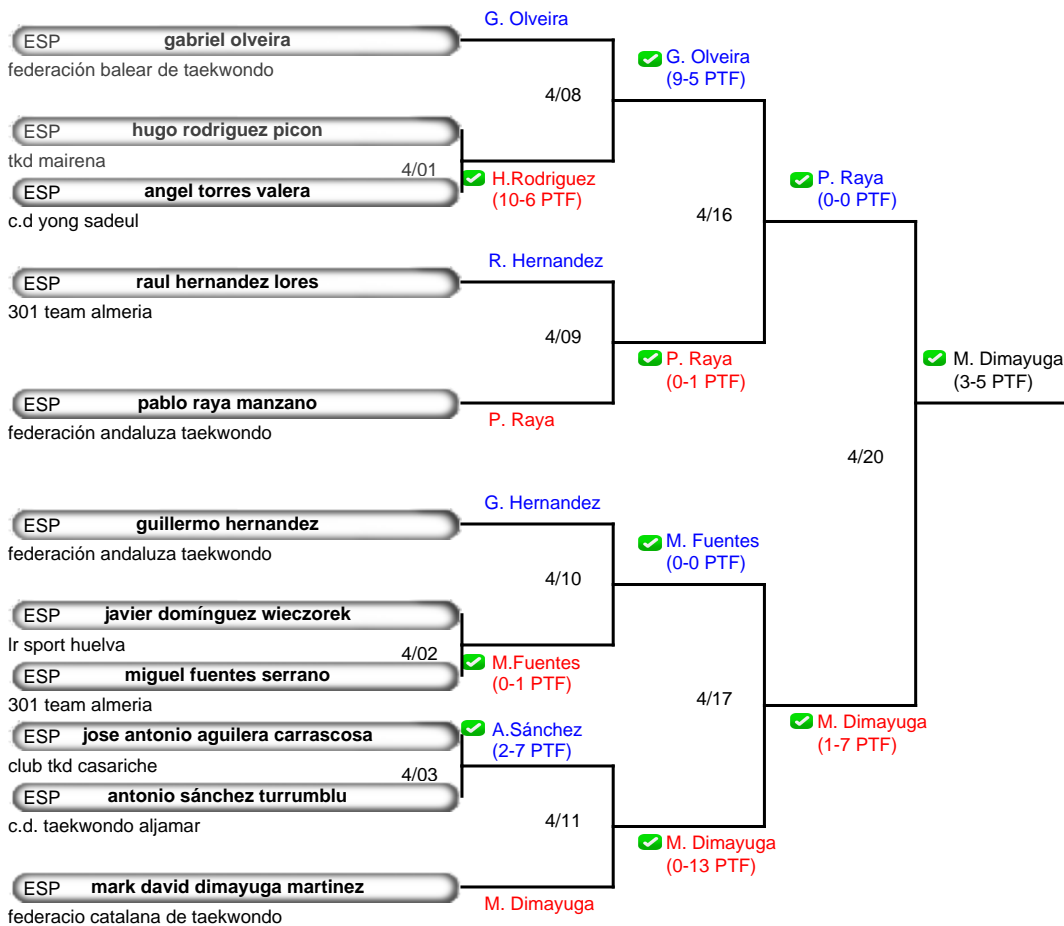 G. Olveira
ESP gabriel olveira
federación balear de taekwondo
G. Olveira
(9-5 PTF)
4/08
ESP hugo rodriguez picon
tkd mairena
4/01
H.Rodriguez
(10-6 PTF)
ESP angel torres valera
c.d yong sadeul
P. Raya
(0-0 PTF)
4/16
R. Hernandez
ESP raul hernandez lores
301 team almeria
4/09
P. Raya
(0-1 PTF)
M. Dimayuga
(3-5 PTF)
ESP pablo raya manzano
P. Raya
federación andaluza taekwondo
4/20
G. Hernandez
ESP guillermo hernandez
federación andaluza taekwondo
M. Fuentes
(0-0 PTF)
4/10
ESP javier domínguez wieczorek
lr sport huelva
4/02
M.Fuentes
(0-1 PTF)
ESP miguel fuentes serrano
301 team almeria
4/17
M. Dimayuga
(1-7 PTF)
A.Sánchez
(2-7 PTF)
ESP jose antonio aguilera carrascosa
club tkd casariche
4/03
ESP antonio sánchez turrumblu
c.d. taekwondo aljamar
4/11
M. Dimayuga
(0-13 PTF)
ESP mark david dimayuga martinez
M. Dimayuga
federacio catalana de taekwondo